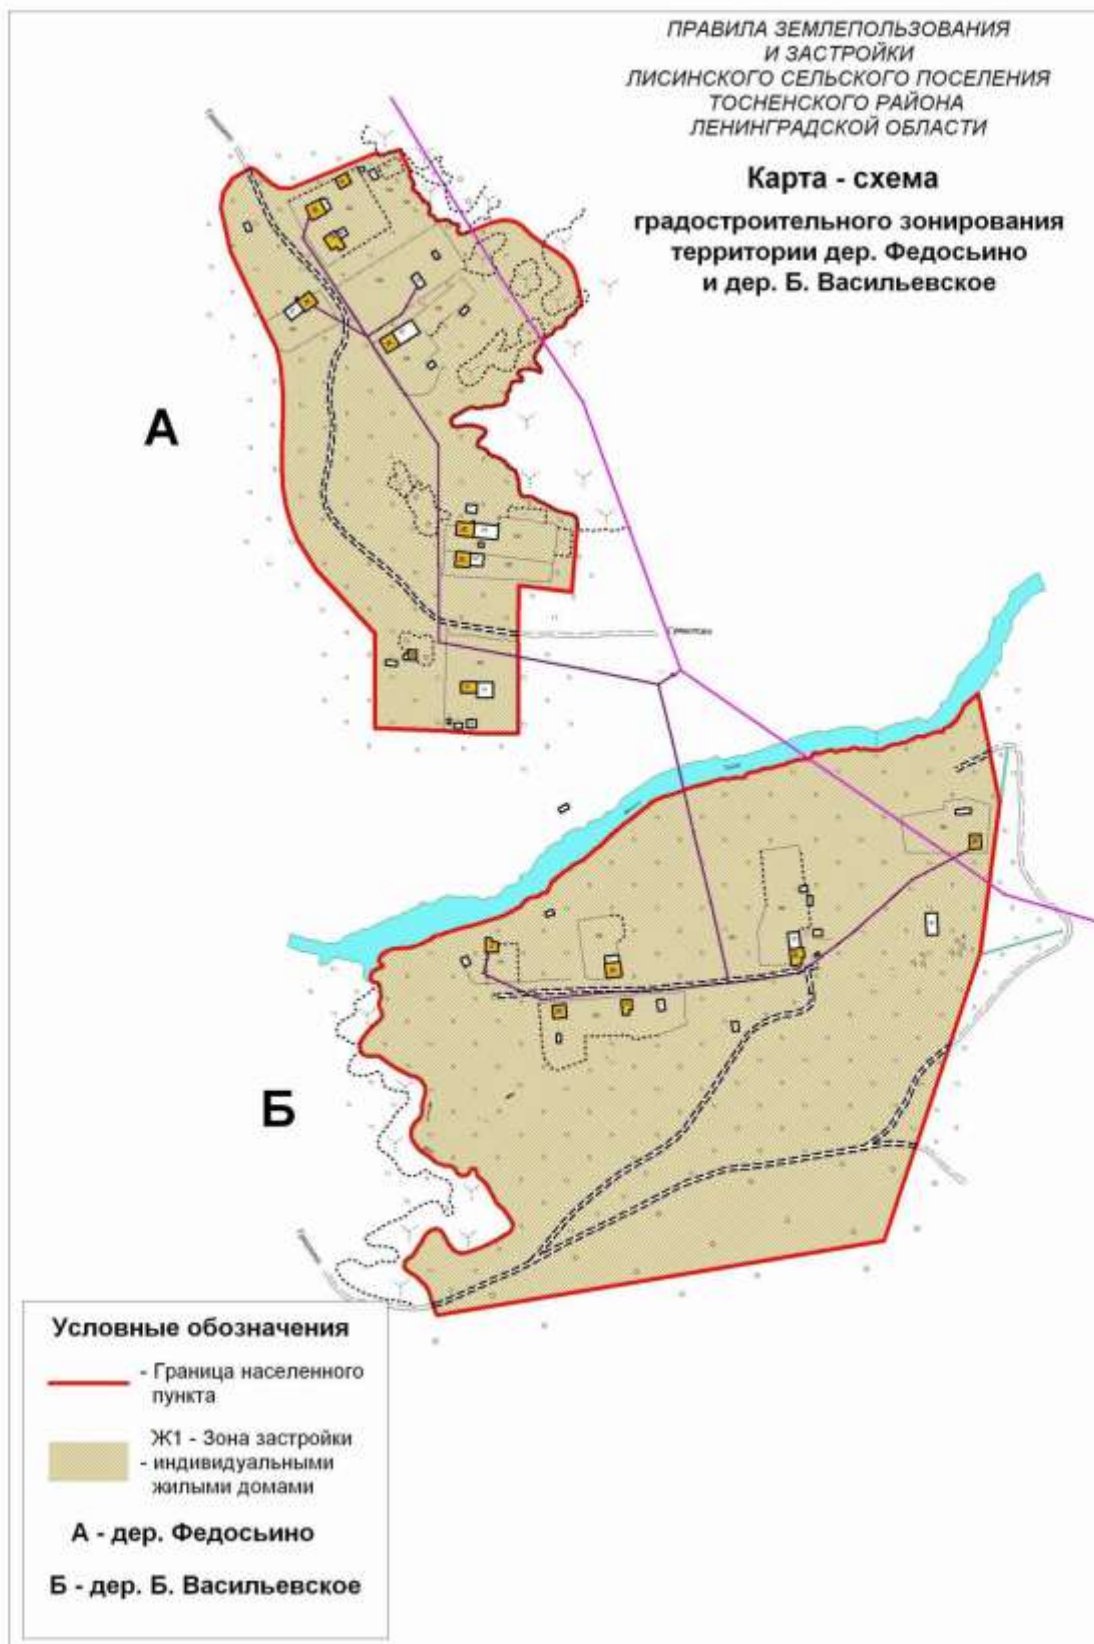 ПРАВИЛА ЗЕМЛЕПОЛЬЗОВАНИЯ
И ЗАСТРОЙКИ
ЛИСИНСКОГО СЕЛЬСКОГО ПОСЕЛЕНИЯ
ТОСНЕНСКОГО РАЙОНА
ЛЕНИНГРАДСКОЙ ОБЛАСТИ
Карта - схема
градостроительного зонирования
территории дер. Федосьино
и дер. Б. Васильевское
А
Б
Условные обозначения
- Граница населенного
пункта
Ж1 - Зона застройки
- индивидуальными
жилыми домами
А - дер. Федосьино
Б - дер. Б. Васильевское